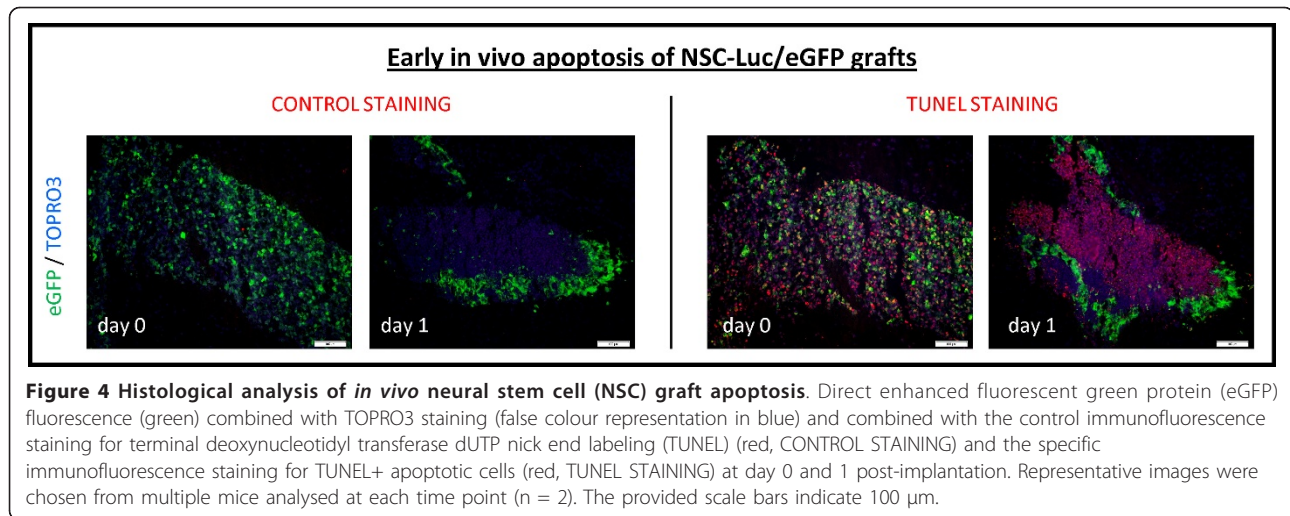 Early in vivo apoptosis of NSC-Luc/eGFP grafts
CONTROL STAINING
TUNEL STAINING
eGFP / TOPRO3
day 0
day 1
day 0
day 1
Figure 4 Histological analysis of in vivo neural stem cell (NSC) graft apoptosis. Direct enhanced fluorescent green protein (eGFP)
fluorescence (green) combined with TOPRO3 staining (false colour representation in blue) and combined with the control immunofluorescence
staining for terminal deoxynucleotidyl transferase dUTP nick end labeling (TUNEL) (red, CONTROL STAINING) and the specific
immunofluorescence staining for TUNEL+ apoptotic cells (red, TUNEL STAINING) at day 0 and 1 post-implantation. Representative images were
chosen from multiple mice analysed at each time point (n = 2). The provided scale bars indicate 100 μm.